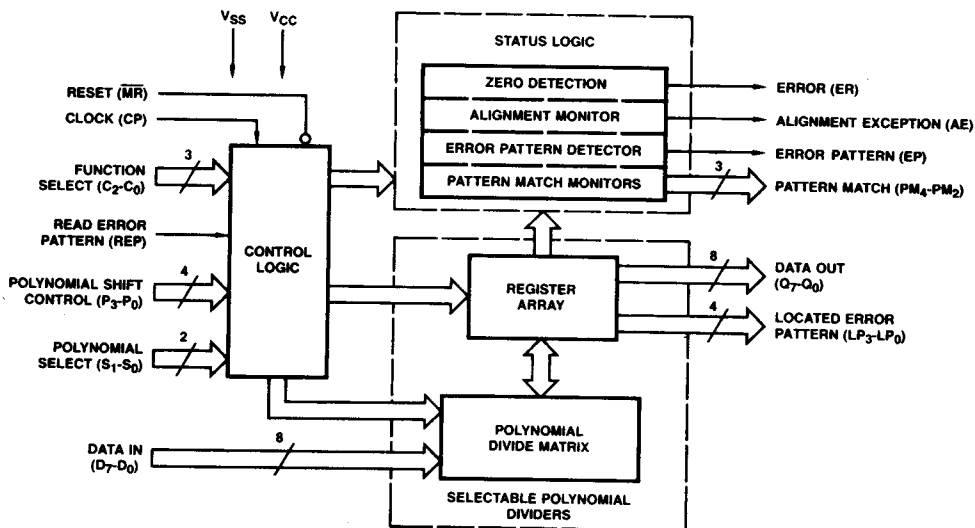 V_SS
V_CC
RESET (M̅R̅)
CLOCK (CP)
3
FUNCTION
SELECT (C₂-C₀)
READ ERROR
PATTERN (REP)
4
POLYNOMIAL SHIFT
CONTROL (P₃-P₀)
2
POLYNOMIAL
SELECT (S₁-S₀)
8
DATA IN
(D₇-D₀)
CONTROL
LOGIC
STATUS LOGIC
ZERO DETECTION
ALIGNMENT MONITOR
ERROR PATTERN DETECTOR
PATTERN MATCH MONITORS
ERROR (ER)
ALIGNMENT EXCEPTION (AE)
ERROR PATTERN (EP)
3
PATTERN MATCH (PM₄-PM₂)
REGISTER
ARRAY
8
DATA OUT
(Q₇-Q₀)
4
LOCATED ERROR
PATTERN (LP₃-LP₀)
POLYNOMIAL
DIVIDE MATRIX
SELECTABLE POLYNOMIAL
DIVIDERS